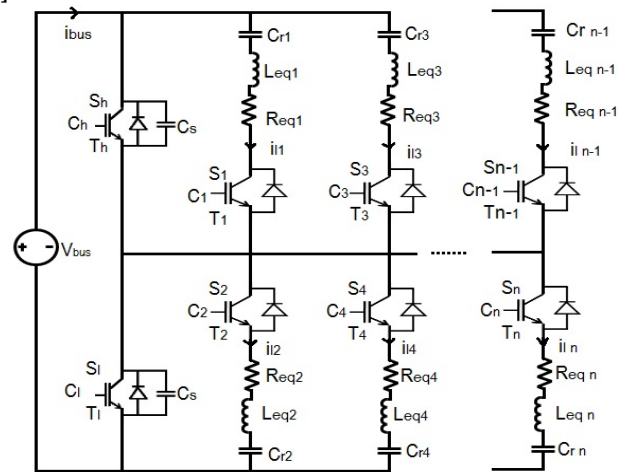 ]
ibus
Cr1
Cr3
Cr n-1
Leq1
Leq3
Leq n-1
Req1
Req3
Req n-1
Sh
Ch
Th
Cs
il1
il3
il n-1
S1
C1
T1
S3
C3
T3
Sn-1
Cn-1
Tn-1
+ -
Vbus
S2
C2
T2
S4
C4
T4
Sn
Cn
Tn
Sl
Cl
Tl
Cs
il2
il4
il n
Req2
Req4
Req n
Leq2
Leq4
Leq n
Cr2
Cr4
Cr n